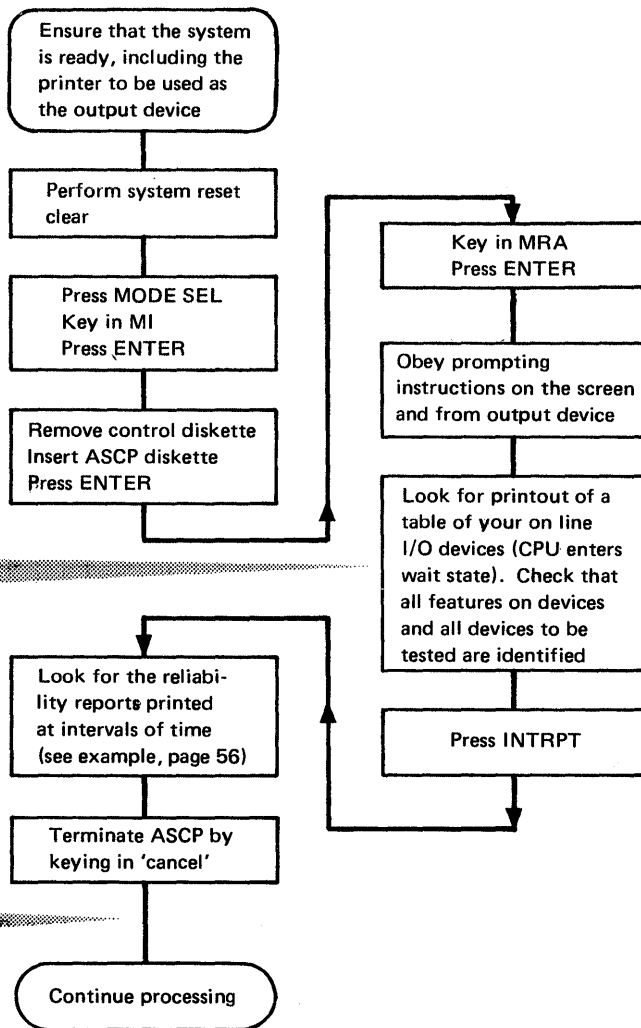 Ensure that the system
is ready, including the
printer to be used as
the output device
Perform system reset
clear
Press MODE SEL
Key in MI
Press ENTER
Remove control diskette
Insert ASCP diskette
Press ENTER
Key in MRA
Press ENTER
Obey prompting
instructions on the screen
and from output device
Look for printout of a
table of your on line
I/O devices (CPU enters
wait state). Check that
all features on devices
and all devices to be
tested are identified
Press INTRPT
Look for the reliabi-
lity reports printed
at intervals of time
(see example, page 56)
Terminate ASCP by
keying in ‘cancel’
Continue processing